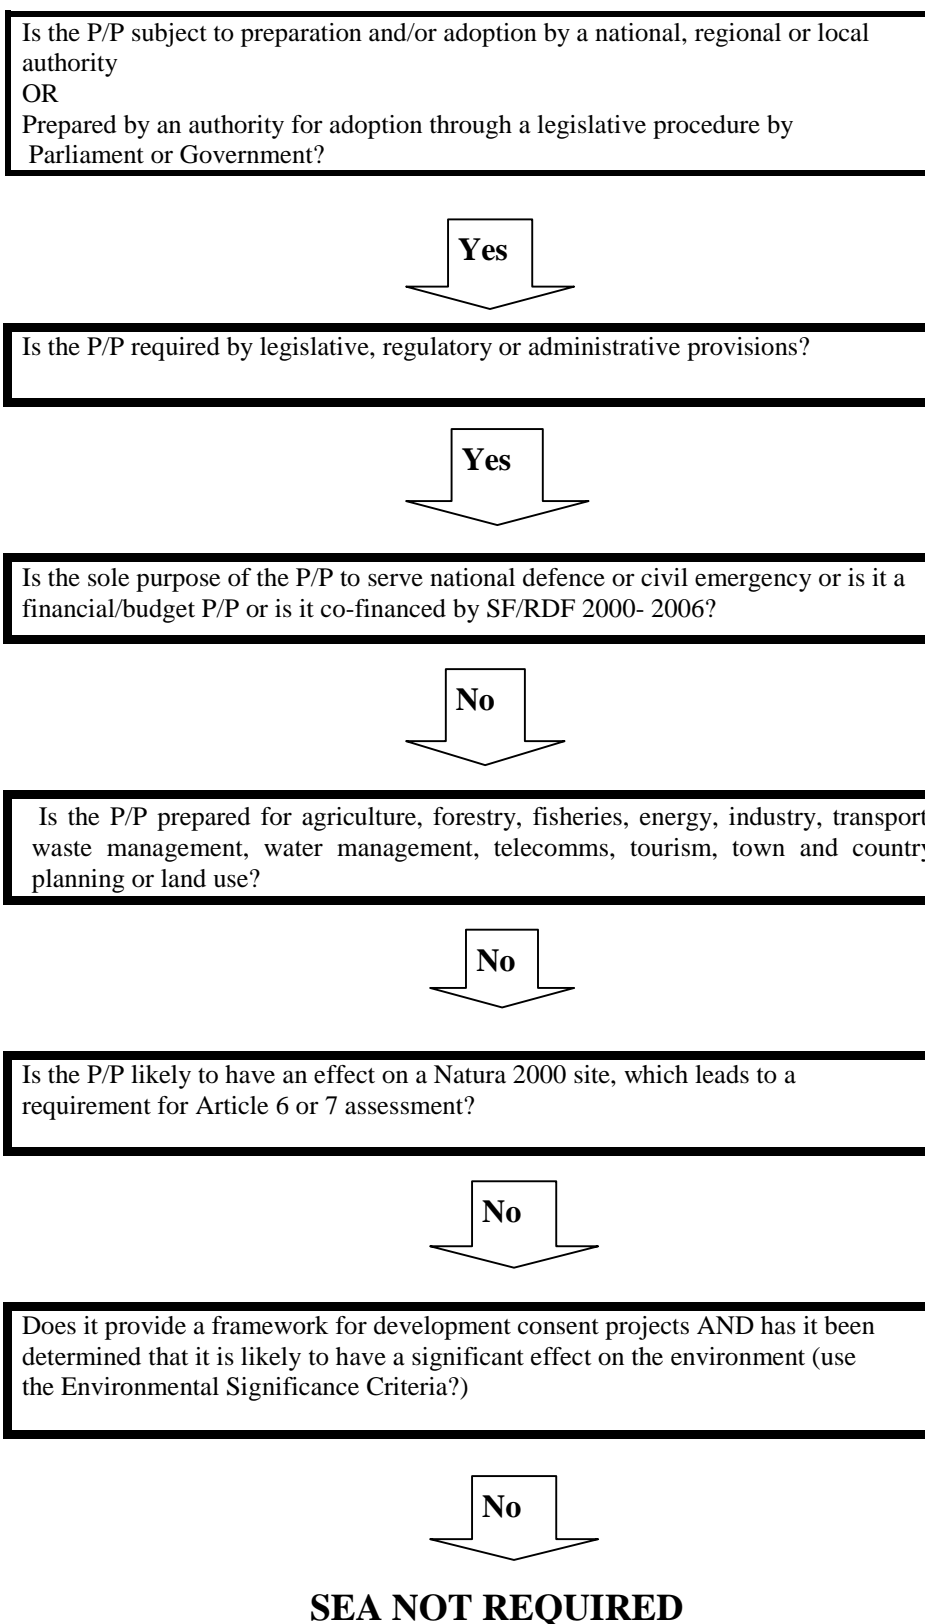 Is the P/P subject to preparation and/or adoption by a national, regional or local
authority
OR
Prepared by an authority for adoption through a legislative procedure by
Parliament or Government?
Yes
Is the P/P required by legislative, regulatory or administrative provisions?
Yes
Is the sole purpose of the P/P to serve national defence or civil emergency or is it a
financial/budget P/P or is it co-financed by SF/RDF 2000- 2006?
No
Is the P/P prepared for agriculture, forestry, fisheries, energy, industry, transport
waste management, water management, telecomms, tourism, town and country
planning or land use?
No
Is the P/P likely to have an effect on a Natura 2000 site, which leads to a
requirement for Article 6 or 7 assessment?
No
Does it provide a framework for development consent projects AND has it been
determined that it is likely to have a significant effect on the environment (use
the Environmental Significance Criteria?)
No
SEA NOT REQUIRED